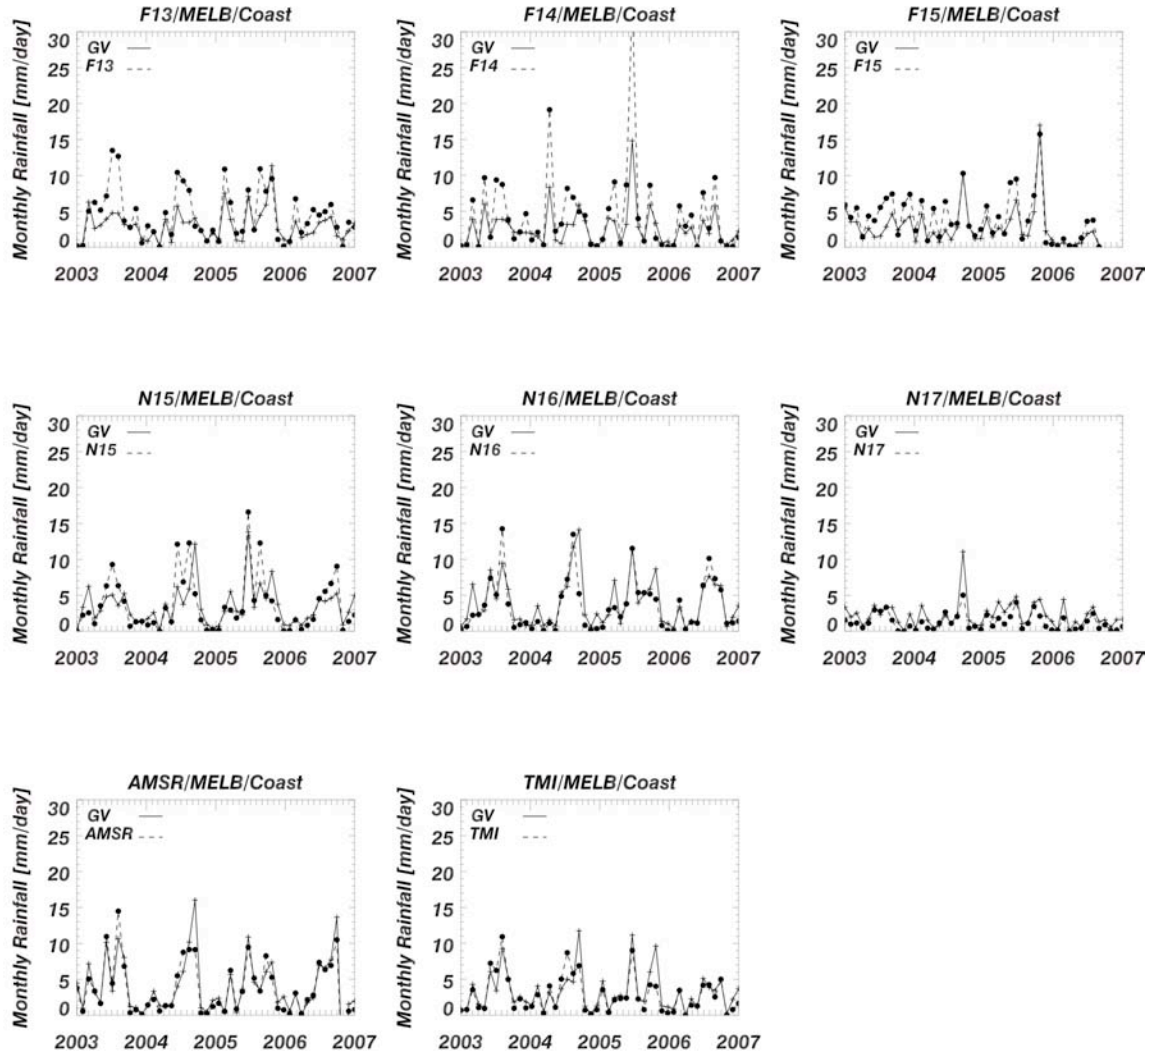 F13/MELB/Coast
Monthly Rainfall [mm/day]
30
25
20
15
10
5
0
GV
F13
2003 2004 2005 2006 2007
F14/MELB/Coast
Monthly Rainfall [mm/day]
30
25
20
15
10
5
0
GV
F14
2003 2004 2005 2006 2007
F15/MELB/Coast
Monthly Rainfall [mm/day]
30
25
20
15
10
5
0
GV
F15
2003 2004 2005 2006 2007
N15/MELB/Coast
Monthly Rainfall [mm/day]
30
25
20
15
10
5
0
GV
N15
2003 2004 2005 2006 2007
N16/MELB/Coast
Monthly Rainfall [mm/day]
30
25
20
15
10
5
0
GV
N16
2003 2004 2005 2006 2007
N17/MELB/Coast
Monthly Rainfall [mm/day]
30
25
20
15
10
5
0
GV
N17
2003 2004 2005 2006 2007
AMSR/MELB/Coast
Monthly Rainfall [mm/day]
30
25
20
15
10
5
0
GV
AMSR
2003 2004 2005 2006 2007
TMI/MELB/Coast
Monthly Rainfall [mm/day]
30
25
20
15
10
5
0
GV
TMI
2003 2004 2005 2006 2007